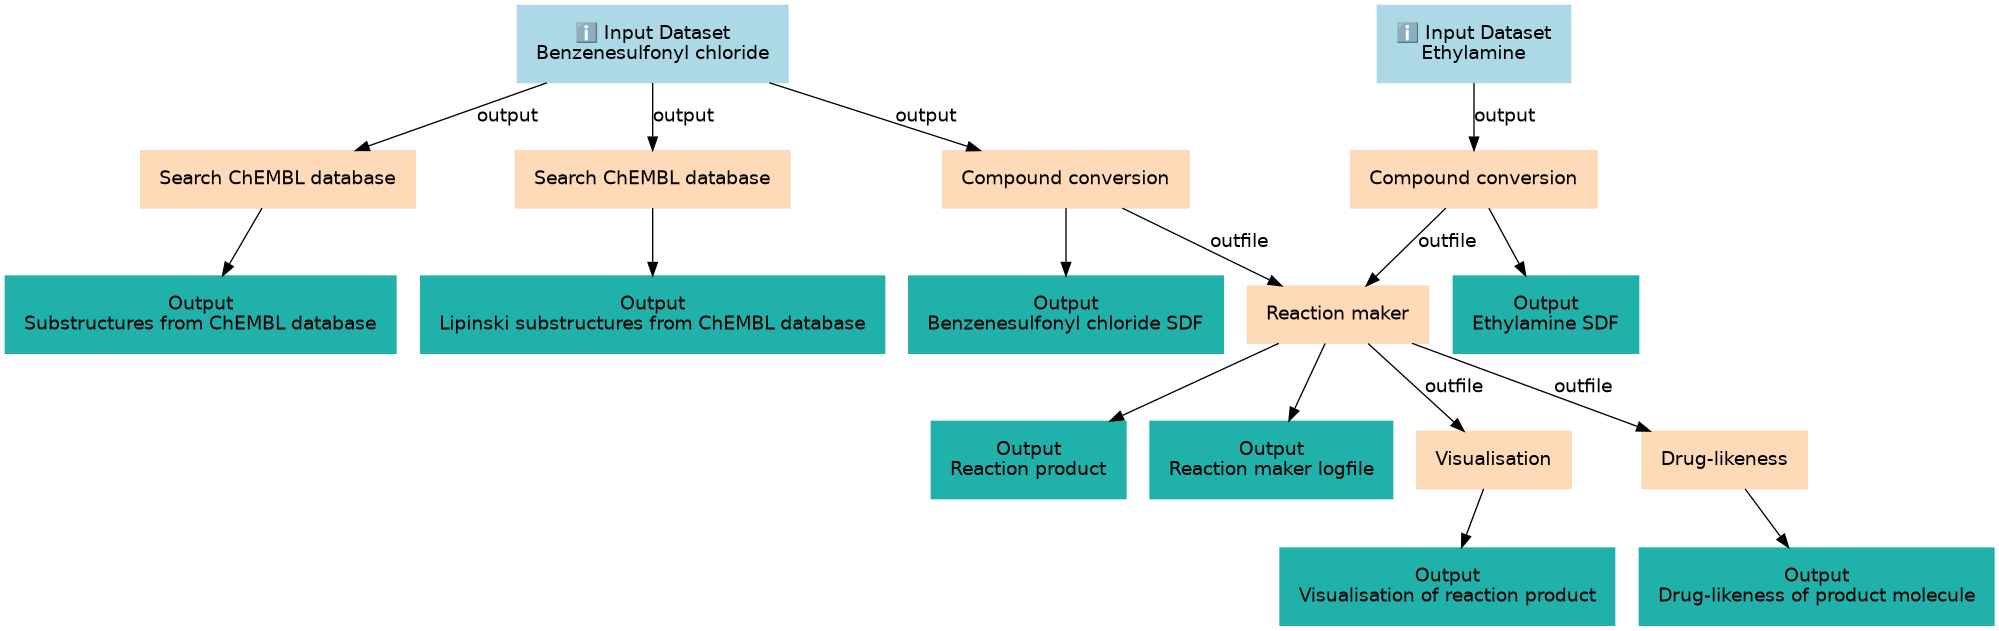 ℹ️ Input Dataset
Benzenesulfonyl chloride
ℹ️ Input Dataset
Ethylamine
output
output
output
output
Search ChEMBL database
Search ChEMBL database
Compound conversion
Compound conversion
outfile
outfile
Output
Substructures from ChEMBL database
Output
Lipinski substructures from ChEMBL database
Output
Benzenesulfonyl chloride SDF
Reaction maker
Output
Ethylamine SDF
outfile
outfile
Output
Reaction product
Output
Reaction maker logfile
Visualisation
Drug-likeness
Output
Visualisation of reaction product
Output
Drug-likeness of product molecule